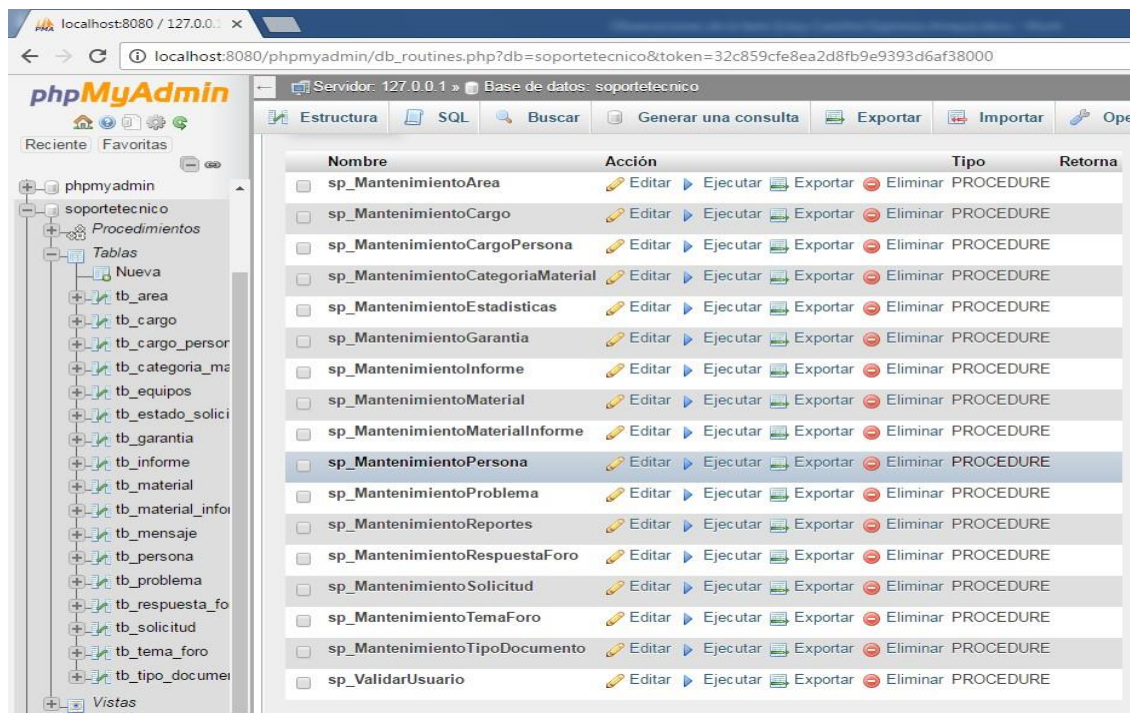 localhost:8080 / 127.0.0.
localhost:8080/phpmyadmin/db_routines.php?db=soportetecnico&token=32c859cfe8ea2d8fb9e9393d6af38000
phpMyAdmin
Reciente Favoritas
phpmyadmin
soportetecnico
Procedimientos
Tablas
Nueva
tb_area
tb_cargo
tb_cargo_person
tb_categoria_ma
tb_equipos
tb_estado_solici
tb_garantia
tb_informe
tb_material
tb_material_infor
tb_mensaje
tb_persona
tb_problema
tb_respuesta_fo
tb_solicitud
tb_tema_foro
tb_tipo_documer
Vistas
Servidor: 127.0.0.1 » Base de datos: soportetecnico
Estructura SQL Buscar Generar una consulta Exportar Importar Ope
Nombre Acción Tipo Retorna
sp_MantenimientoArea Editar Ejecutar Exportar Eliminar PROCEDURE
sp_MantenimientoCargo Editar Ejecutar Exportar Eliminar PROCEDURE
sp_MantenimientoCargoPersona Editar Ejecutar Exportar Eliminar PROCEDURE
sp_MantenimientoCategoriaMaterial Editar Ejecutar Exportar Eliminar PROCEDURE
sp_MantenimientoEstadisticas Editar Ejecutar Exportar Eliminar PROCEDURE
sp_MantenimientoGarantia Editar Ejecutar Exportar Eliminar PROCEDURE
sp_MantenimientoInforme Editar Ejecutar Exportar Eliminar PROCEDURE
sp_MantenimientoMaterial Editar Ejecutar Exportar Eliminar PROCEDURE
sp_MantenimientoMaterialInforme Editar Ejecutar Exportar Eliminar PROCEDURE
sp_MantenimientoPersona Editar Ejecutar Exportar Eliminar PROCEDURE
sp_MantenimientoProblema Editar Ejecutar Exportar Eliminar PROCEDURE
sp_MantenimientoReportes Editar Ejecutar Exportar Eliminar PROCEDURE
sp_MantenimientoRespuestaForo Editar Ejecutar Exportar Eliminar PROCEDURE
sp_MantenimientoSolicitud Editar Ejecutar Exportar Eliminar PROCEDURE
sp_MantenimientoTemaForo Editar Ejecutar Exportar Eliminar PROCEDURE
sp_MantenimientoTipoDocumento Editar Ejecutar Exportar Eliminar PROCEDURE
sp_ValidarUsuario Editar Ejecutar Exportar Eliminar PROCEDURE